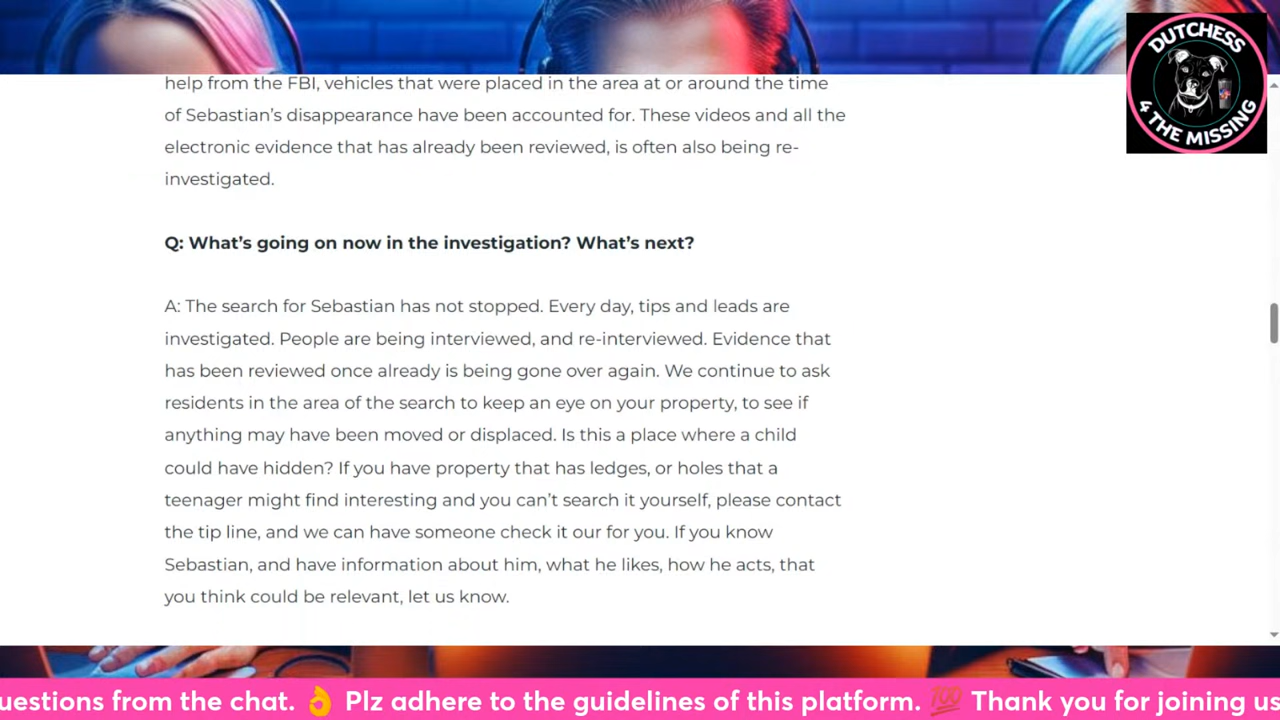 DUTCHESS
4 THE MISSING
help from the FBI, vehicles that were placed in the area at or around the time
of Sebastian’s disappearance have been accounted for. These videos and all the
electronic evidence that has already been reviewed, is often also being re-
investigated.
Q: What’s going on now in the investigation? What’s next?
A: The search for Sebastian has not stopped. Every day, tips and leads are
investigated. People are being interviewed, and re-interviewed. Evidence that
has been reviewed once already is being gone over again. We continue to ask
residents in the area of the search to keep an eye on your property, to see if
anything may have been moved or displaced. Is this a place where a child
could have hidden? If you have property that has ledges, or holes that a
teenager might find interesting and you can’t search it yourself, please contact
the tip line, and we can have someone check it our for you. If you know
Sebastian, and have information about him, what he likes, how he acts, that
you think could be relevant, let us know.
uestions from the chat. 👌 Plz adhere to the guidelines of this platform. 💯 Thank you for joining us